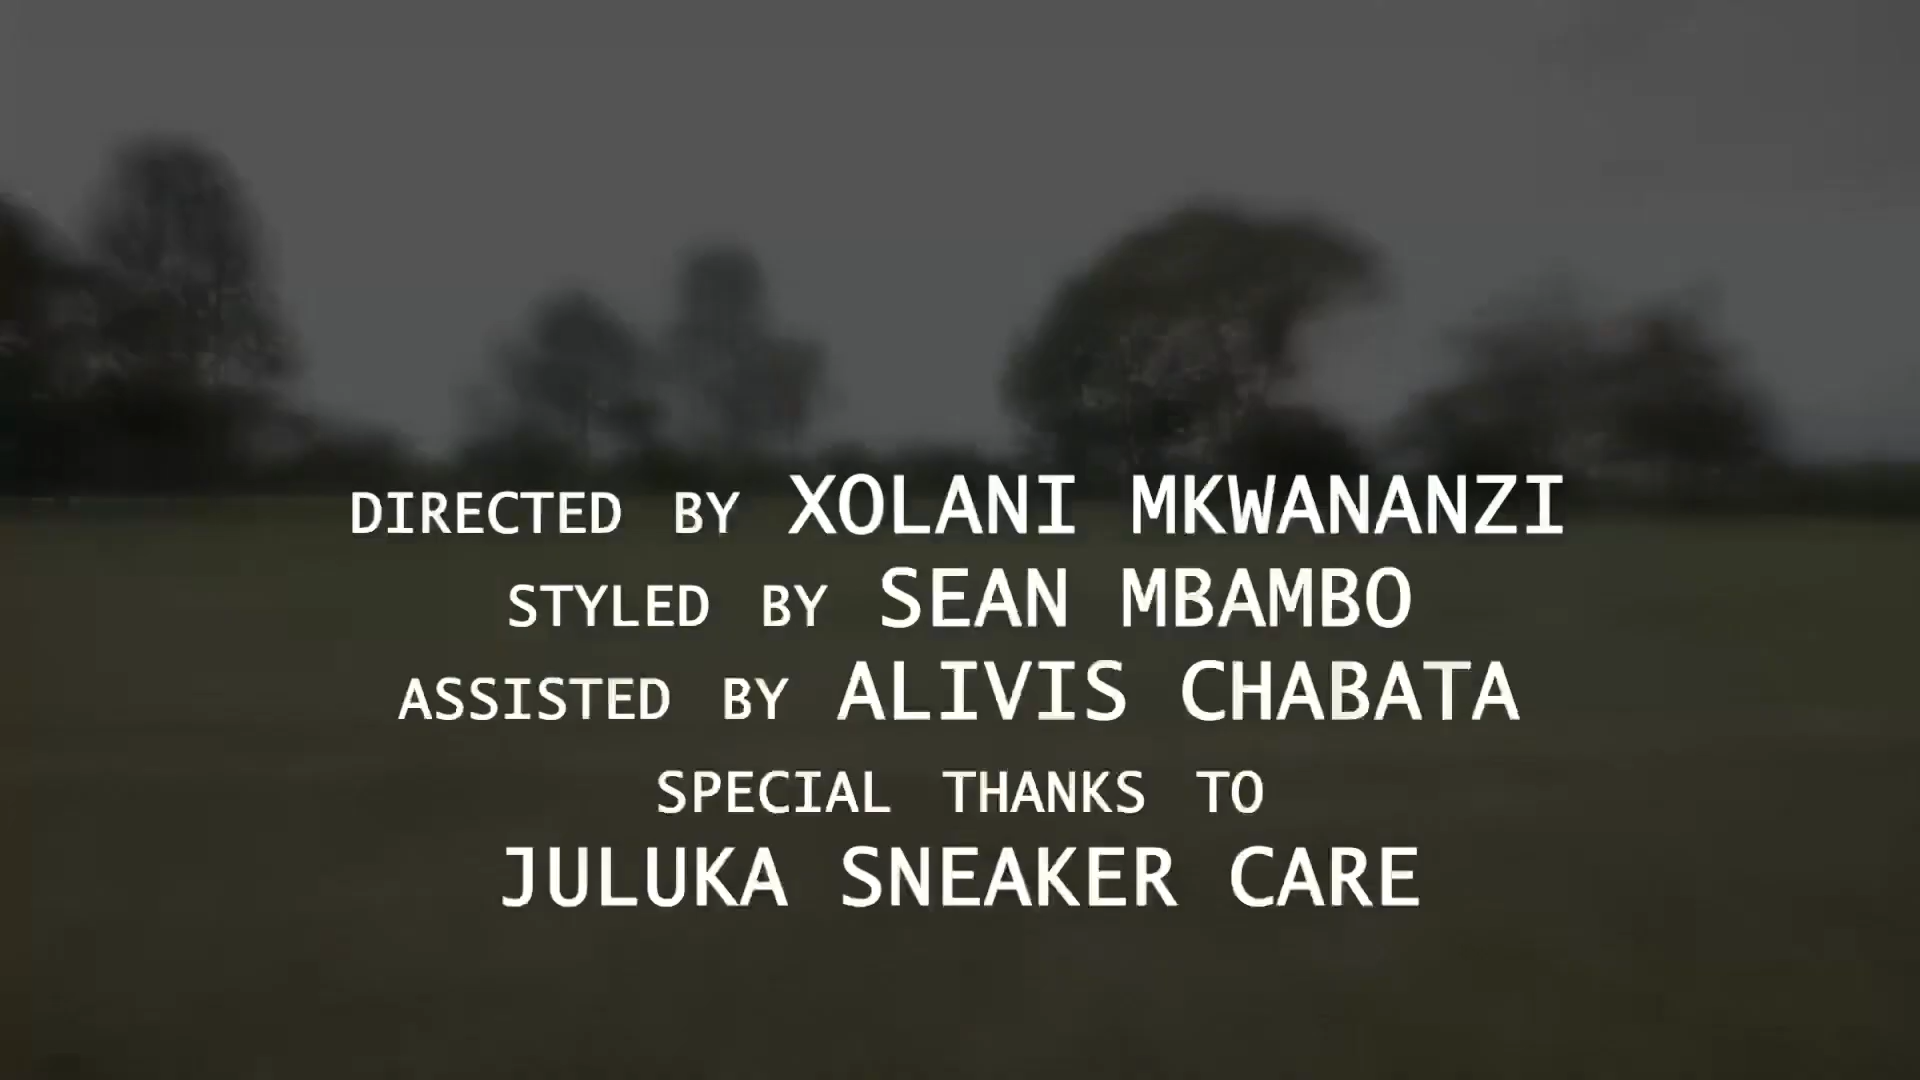 DIRECTED BY XOLANI MKWANANZI
STYLED BY SEAN MBAMBO
ASSISTED BY ALIVIS CHABATA
SPECIAL THANKS TO
JULUKA SNEAKER CARE